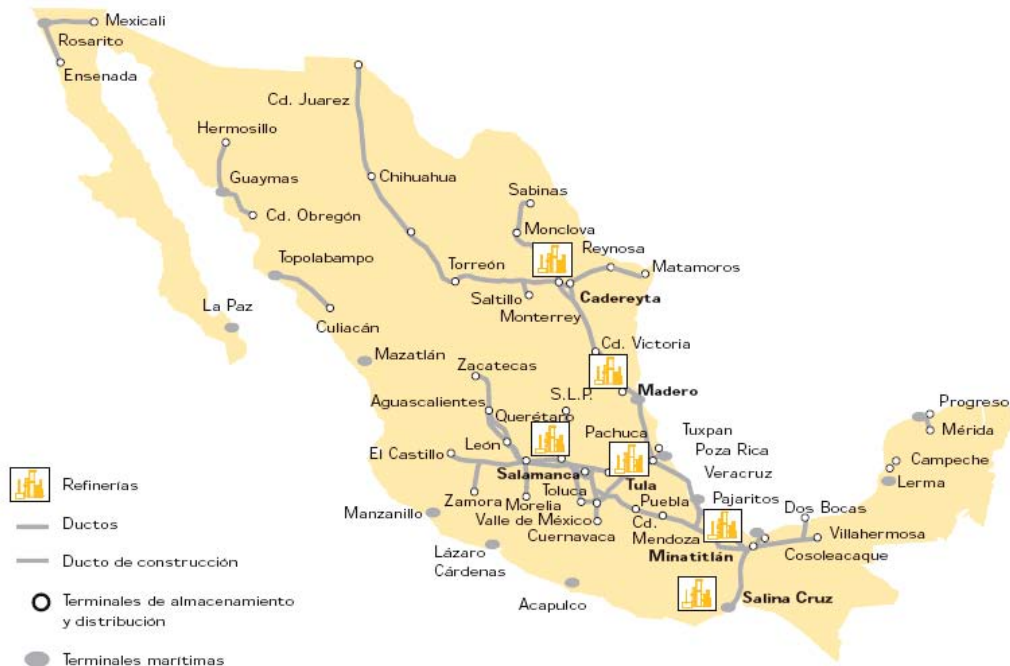 Mexicali
Rosarito
Ensenada
Cd. Juarez
Hermosillo
Chihuahua
Guaymas
Sabinas
Cd. Obregón
Monclova
Reynosa
Topolabampo
Torreón
Matamoros
Saltillo
Cadereyta
La Paz
Monterrey
Culiacán
Cd. Victoria
Mazatlán
Zacatecas
S.L.P.
Madero
Aguascalientes
Querétaro
Progreso
Pachuca
Tuxpan
León
Mérida
El Castillo
Poza Rica
Campeche
Salamanca
Tula
Veracruz
Lerma
Refinerías
Toluca
Zamora
Morelia
Puebla
Pajaritos
Dos Bocas
Manzanillo
Valle de México
Cd.
Mendoza
Ductos
Cuernavaca
Villahermosa
Minatitlán
Cosoleacaque
Lázaro
Cárdenas
Ducto de construcción
Acapulco
Salina Cruz
Terminales de almacenamiento
y distribución
Terminales marítimas